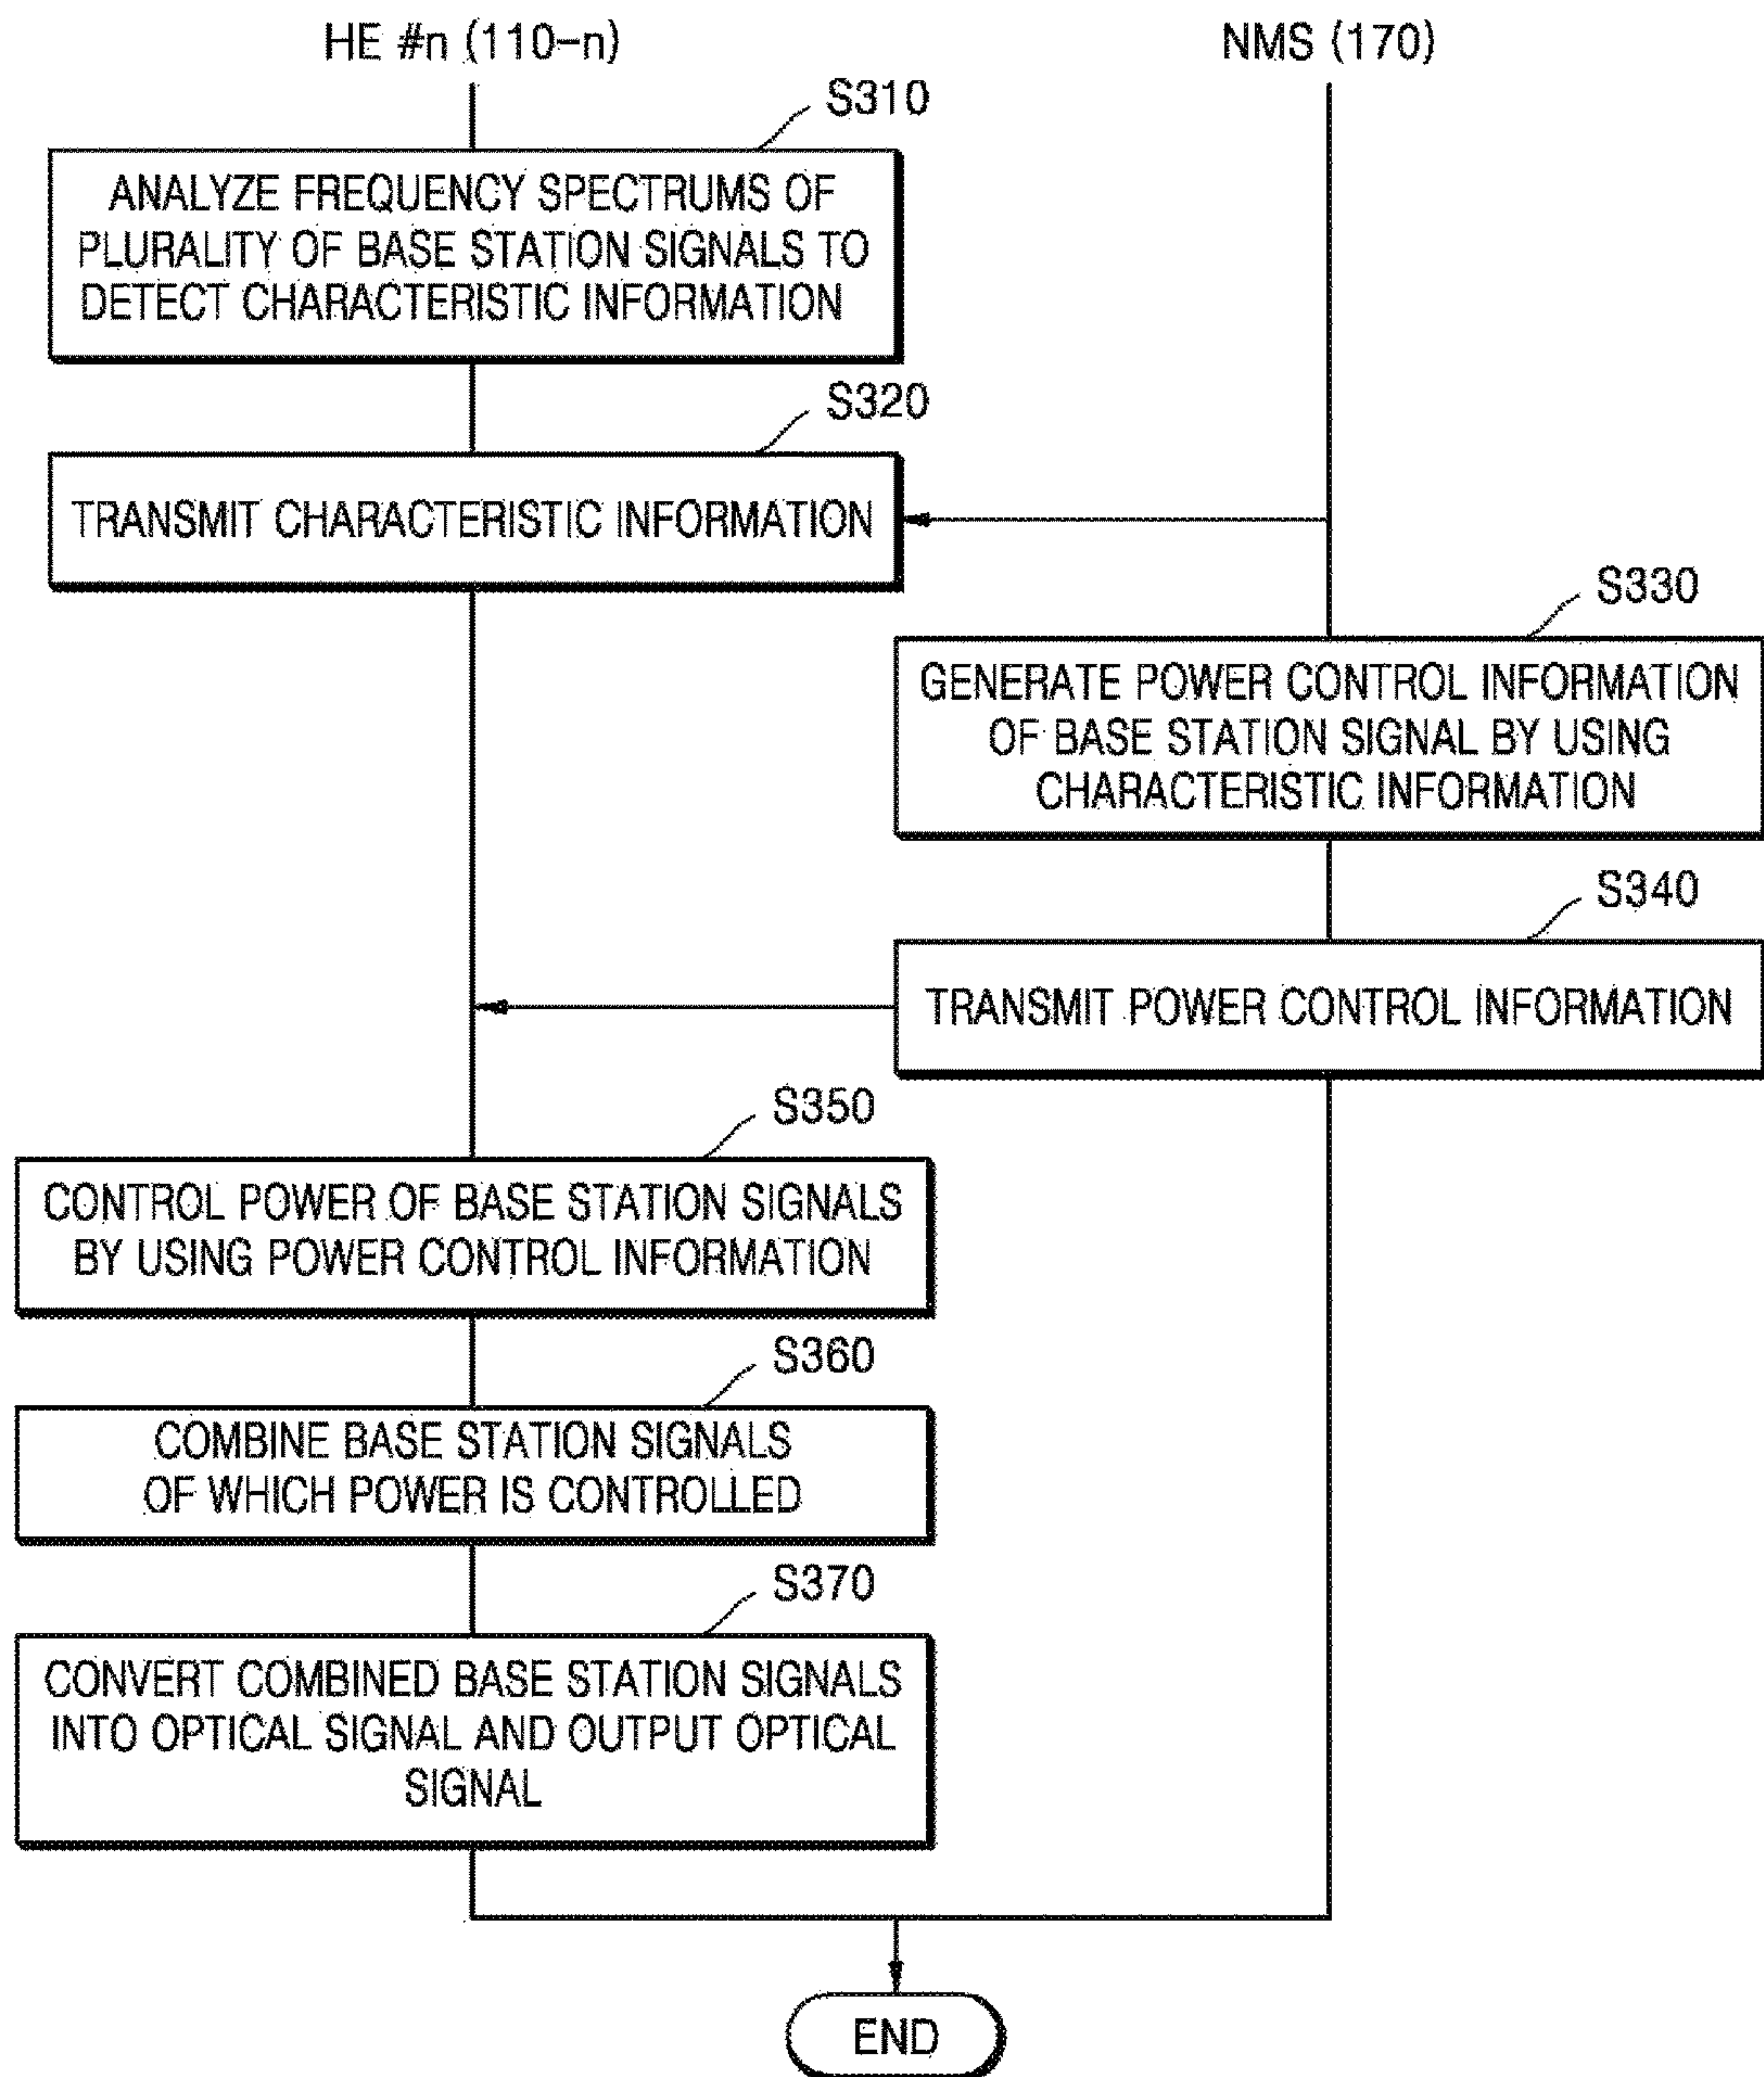 HE #n (110-n)
NMS (170)
S310
ANALYZE FREQUENCY SPECTRUMS OF
PLURALITY OF BASE STATION SIGNALS TO
DETECT CHARACTERISTIC INFORMATION
S320
TRANSMIT CHARACTERISTIC INFORMATION
S330
GENERATE POWER CONTROL INFORMATION
OF BASE STATION SIGNAL BY USING
CHARACTERISTIC INFORMATION
S340
TRANSMIT POWER CONTROL INFORMATION
S350
CONTROL POWER OF BASE STATION SIGNALS
BY USING POWER CONTROL INFORMATION
S360
COMBINE BASE STATION SIGNALS
OF WHICH POWER IS CONTROLLED
S370
CONVERT COMBINED BASE STATION SIGNALS
INTO OPTICAL SIGNAL AND OUTPUT OPTICAL
SIGNAL
END